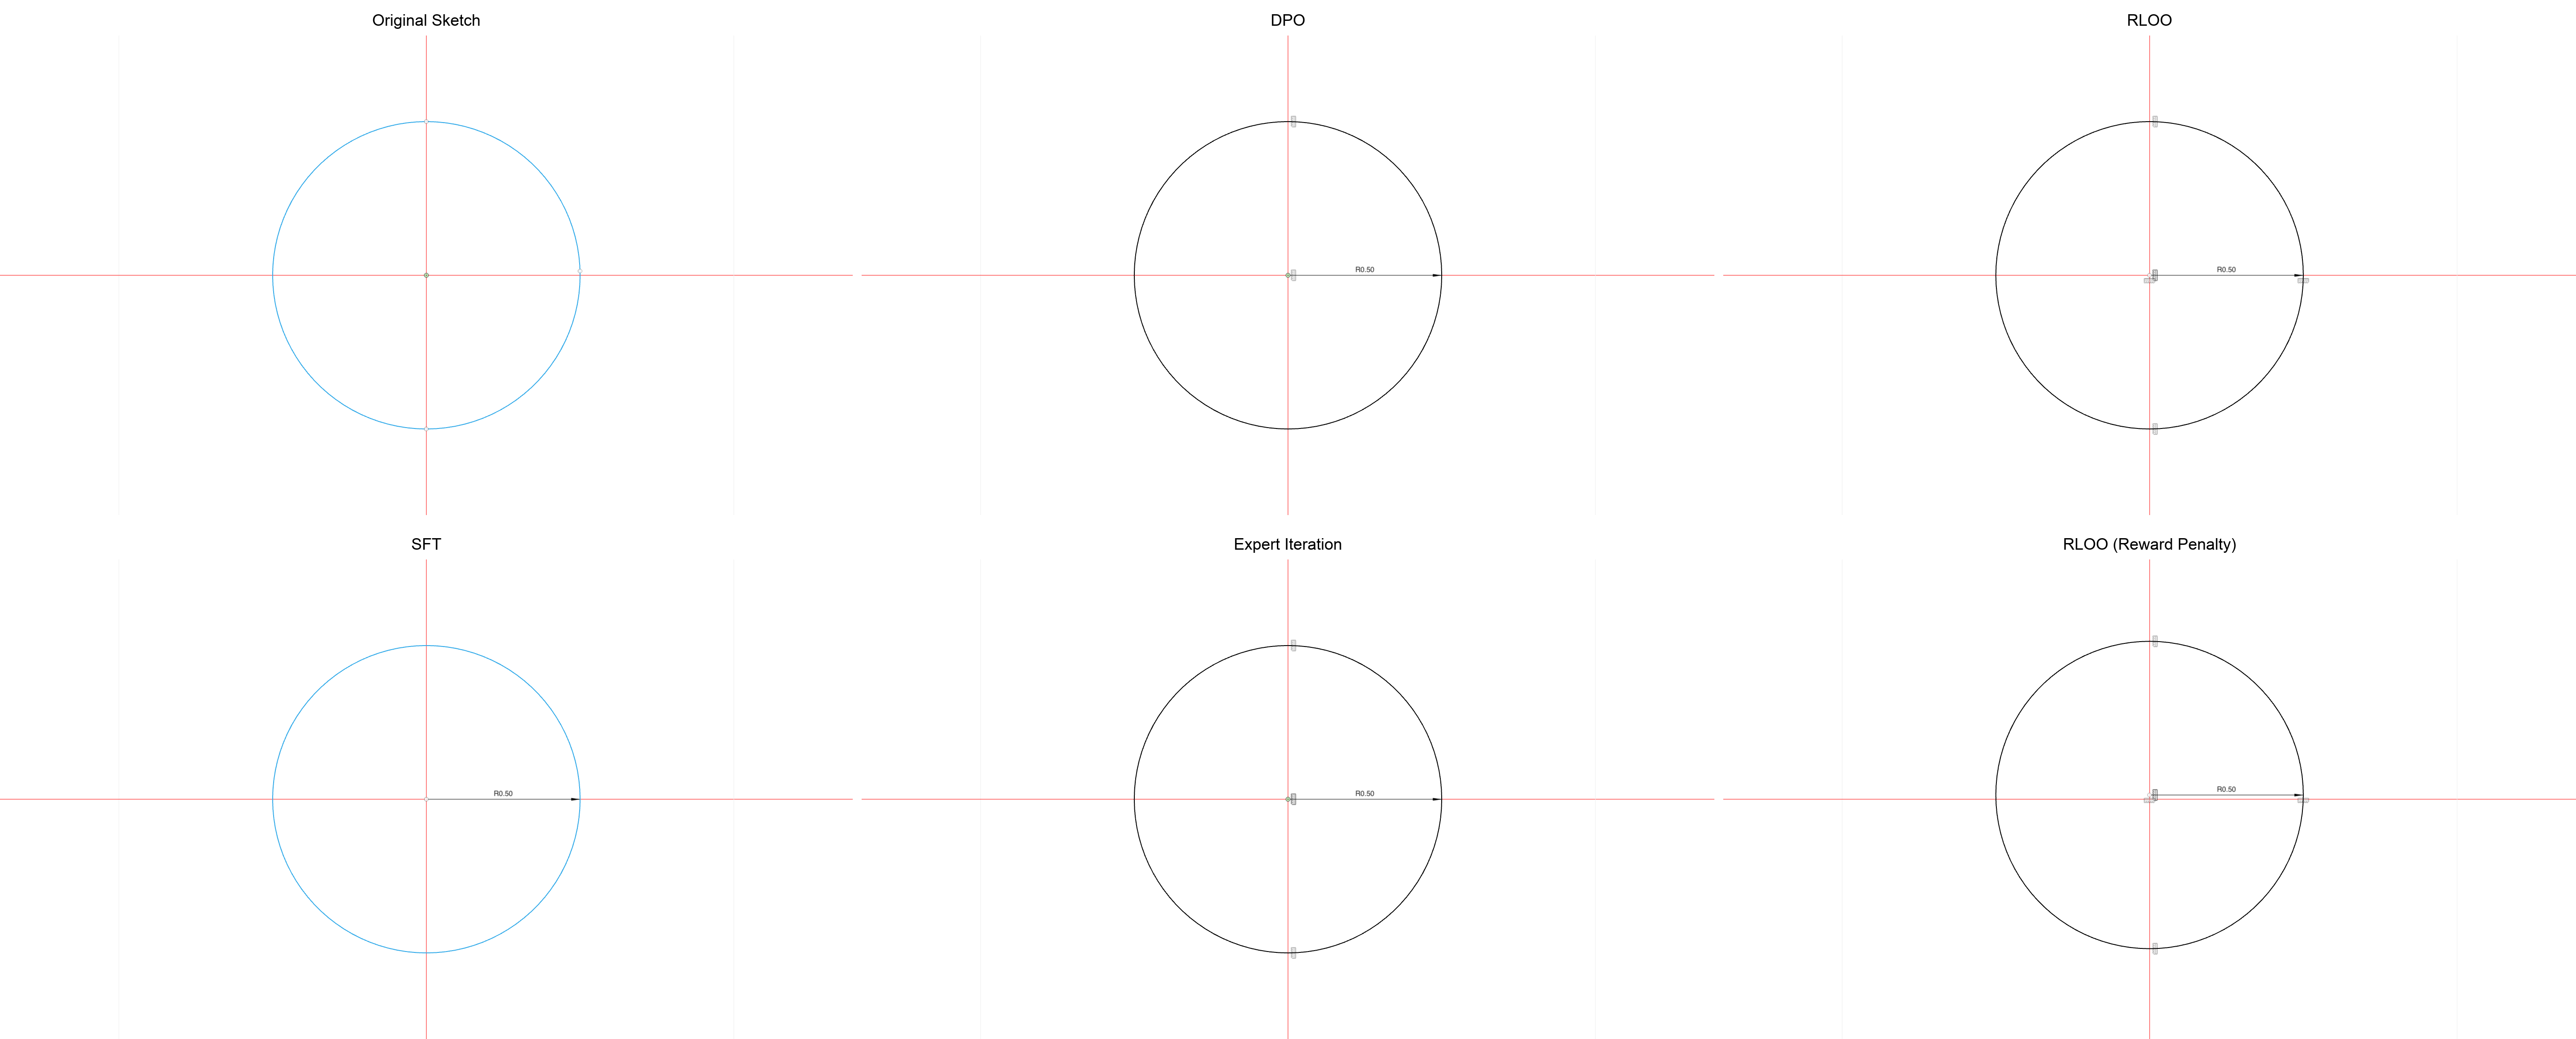 Original Sketch
DPO
RLOO
R0.50
R0.50
SFT
Expert Iteration
RLOO (Reward Penalty)
R0.50
R0.50
R0.50